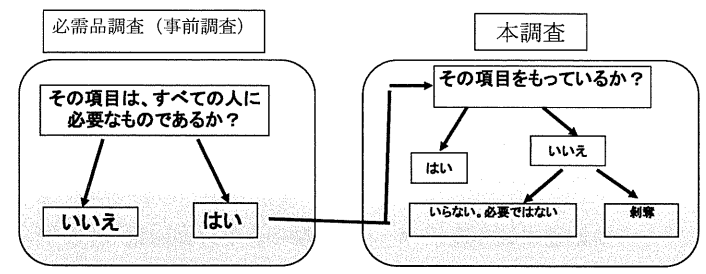 必需品調査（事前調査）
本調査
その項目は、すべての人に
必要なものであるか？
いいえ
はい
その項目をもっているか？
はい
いいえ
いらない。必要ではない
剝奪